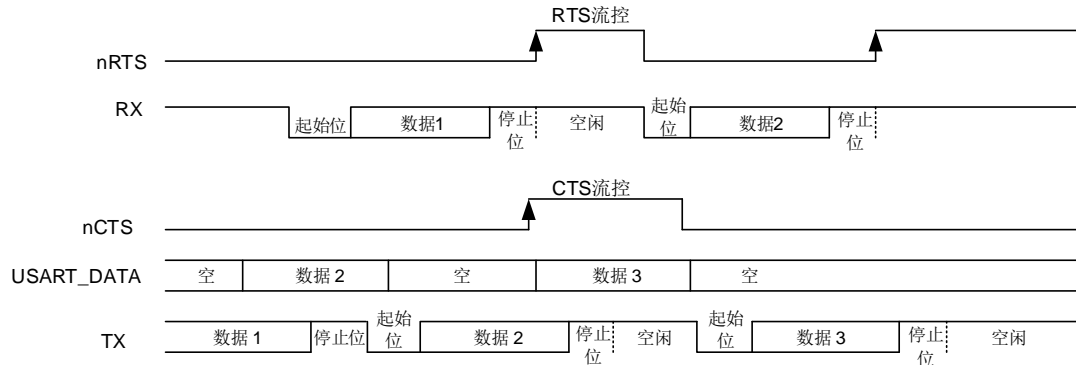 RTS流控
nRTS
RX
起始位
数据1
停止
位
空闲
起始
位
数据2
停止
位
CTS流控
nCTS
USART_DATA
空
数据 2
空
数据 3
空
TX
数据 1
停止位
起始
位
数据 2
停止
位
空闲
起始
位
数据 3
停止
位
空闲